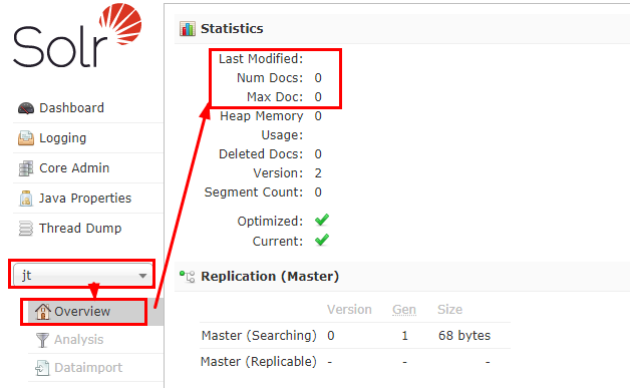 Solr
Dashboard
Logging
Core Admin
Java Properties
Thread Dump
jt
Overview
Analysis
Dataimport
Statistics
Last Modified:
Num Docs: 0
Max Doc: 0
Heap Memory 0
Usage:
Deleted Docs: 0
Version: 2
Segment Count: 0
Optimized:
Current:
Replication (Master)
Version Gen Size
Master (Searching) 0 1 68 bytes
Master (Replicable) - - -